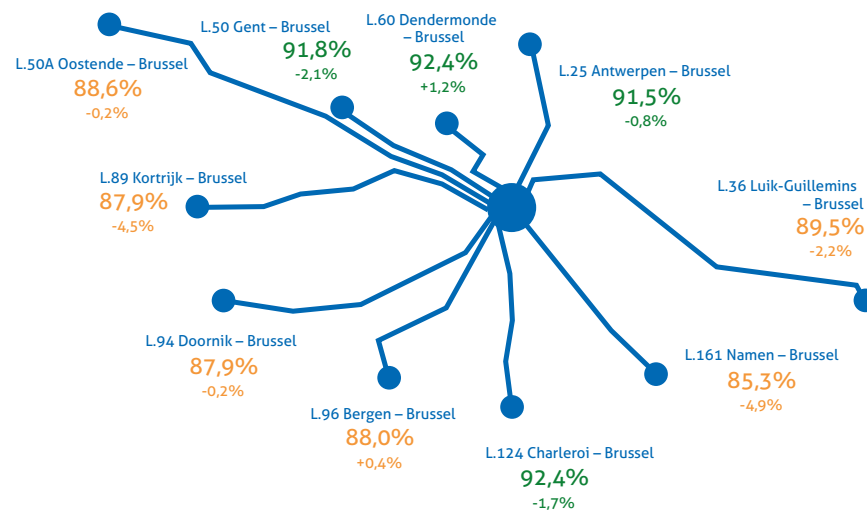 L.50A Oostende – Brussel
88,6%
-0,2%
L.50 Gent – Brussel
91,8%
-2,1%
L.60 Dendermonde
– Brussel
92,4%
+1,2%
L.25 Antwerpen – Brussel
91,5%
-0,8%
L.89 Kortrijk – Brussel
87,9%
-4,5%
L.36 Luik-Guillemins
– Brussel
89,5%
-2,2%
L.94 Doornik – Brussel
87,9%
-0,2%
L.96 Bergen – Brussel
88,0%
+0,4%
L.124 Charleroi – Brussel
92,4%
-1,7%
L.161 Namen – Brussel
85,3%
-4,9%